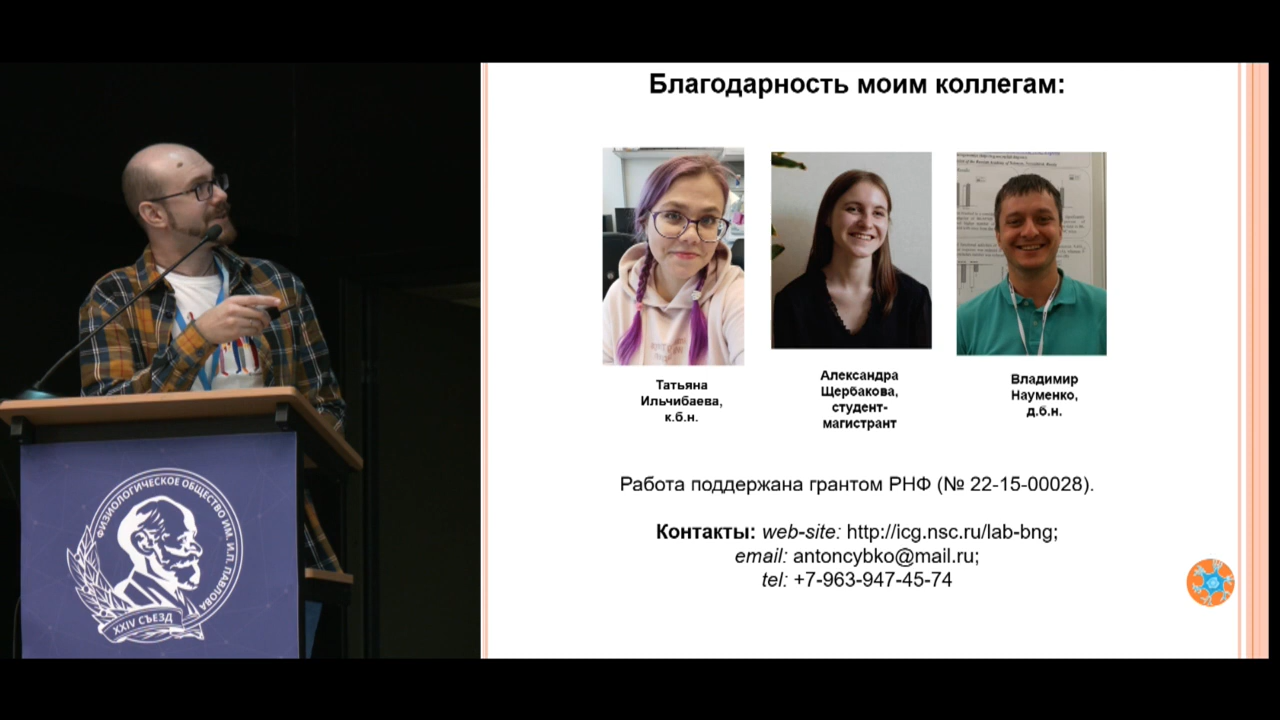 Благодарность моим коллегам:
Татьяна
Ильчибаева,
к.б.н.
Александра
Щербакова,
студент-
магистрант
Владимир
Науменко,
д.б.н.
Работа поддержана грантом РНФ (№ 22-15-00028).
Контакты: web-site: http://icg.nsc.ru/lab-bng;
email: antoncybko@mail.ru;
tel: +7-963-947-45-74
ФИЗИОЛОГИЧЕСКОЕ ОБЩЕСТВО ИМ. И.П. ПАВЛОВА
XXIV СЪЕЗД